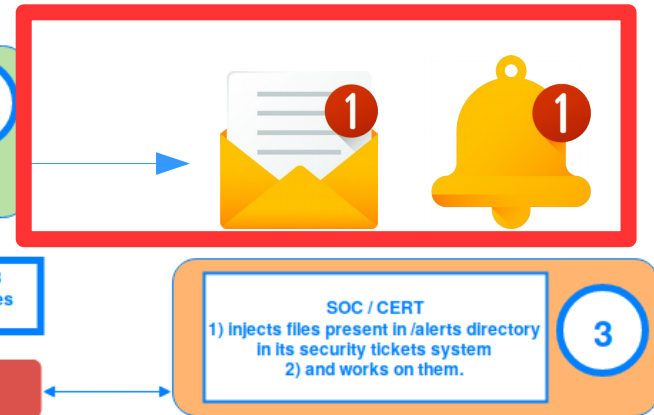 1
1
es
SOC / CERT
1) injects files present in /alerts directory
in its security tickets system
2) and works on them.
3